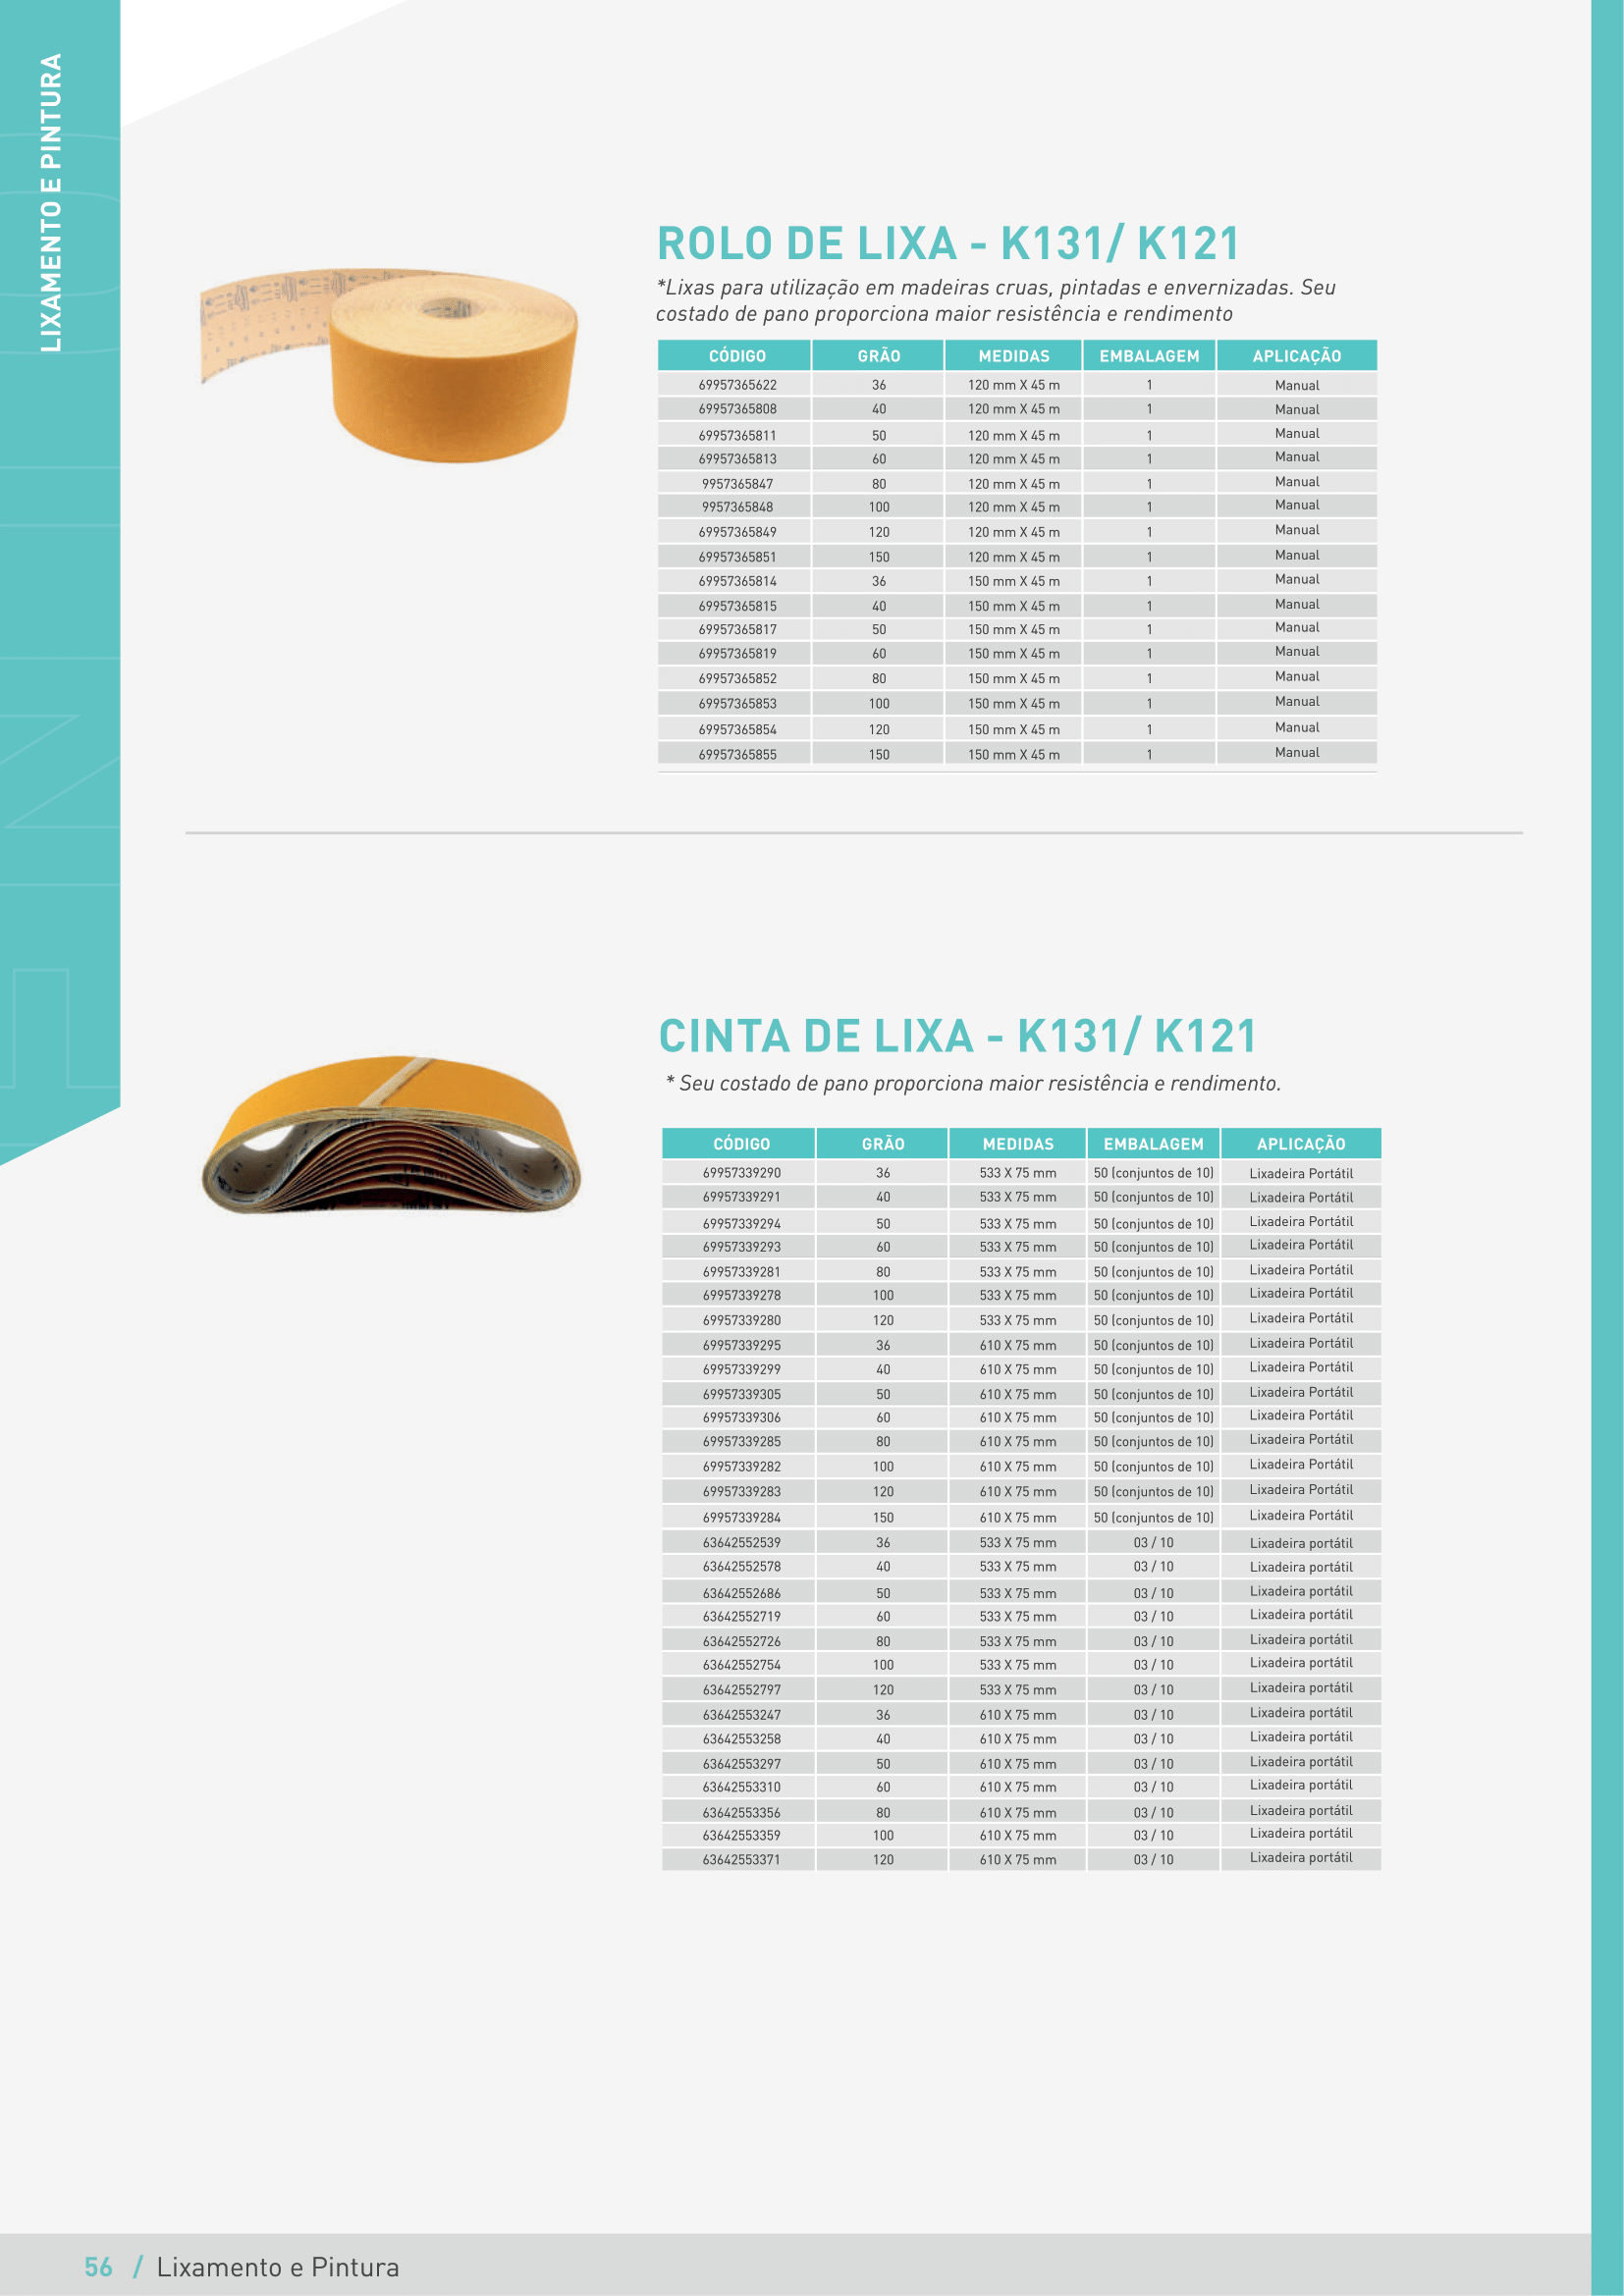 LIXAMENTO E PINTURA
ROLO DE LIXA - K131/ K121
*Lixas para utilização em madeiras cruas, pintadas e envernizadas. Seu
costado de pano proporciona maior resistência e rendimento
CÓDIGO GRÃO MEDIDAS EMBALAGEM APLICAÇÃO
69957365622 36 120 mm X 45 m 1 Manual
69957365808 40 120 mm X 45 m 1 Manual
69957365811 50 120 mm X 45 m 1 Manual
69957365813 60 120 mm X 45 m 1 Manual
9957365847 80 120 mm X 45 m 1 Manual
9957365848 100 120 mm X 45 m 1 Manual
69957365849 120 120 mm X 45 m 1 Manual
69957365851 150 120 mm X 45 m 1 Manual
69957365814 36 150 mm X 45 m 1 Manual
69957365815 40 150 mm X 45 m 1 Manual
69957365817 50 150 mm X 45 m 1 Manual
69957365819 60 150 mm X 45 m 1 Manual
69957365852 80 150 mm X 45 m 1 Manual
69957365853 100 150 mm X 45 m 1 Manual
69957365854 120 150 mm X 45 m 1 Manual
69957365855 150 150 mm X 45 m 1 Manual
CINTA DE LIXA - K131/ K121
* Seu costado de pano proporciona maior resistência e rendimento.
CÓDIGO GRÃO MEDIDAS EMBALAGEM APLICAÇÃO
69957339290 36 533 X 75 mm 50 (conjuntos de 10) Lixadeira Portátil
69957339291 40 533 X 75 mm 50 (conjuntos de 10) Lixadeira Portátil
69957339294 50 533 X 75 mm 50 (conjuntos de 10) Lixadeira Portátil
69957339293 60 533 X 75 mm 50 (conjuntos de 10) Lixadeira Portátil
69957339281 80 533 X 75 mm 50 (conjuntos de 10) Lixadeira Portátil
69957339278 100 533 X 75 mm 50 (conjuntos de 10) Lixadeira Portátil
69957339280 120 533 X 75 mm 50 (conjuntos de 10) Lixadeira Portátil
69957339295 36 610 X 75 mm 50 (conjuntos de 10) Lixadeira Portátil
69957339299 40 610 X 75 mm 50 (conjuntos de 10) Lixadeira Portátil
69957339305 50 610 X 75 mm 50 (conjuntos de 10) Lixadeira Portátil
69957339306 60 610 X 75 mm 50 (conjuntos de 10) Lixadeira Portátil
69957339285 80 610 X 75 mm 50 (conjuntos de 10) Lixadeira Portátil
69957339282 100 610 X 75 mm 50 (conjuntos de 10) Lixadeira Portátil
69957339283 120 610 X 75 mm 50 (conjuntos de 10) Lixadeira Portátil
69957339284 150 610 X 75 mm 50 (conjuntos de 10) Lixadeira Portátil
63642552539 36 533 X 75 mm 03 / 10 Lixadeira portátil
63642552578 40 533 X 75 mm 03 / 10 Lixadeira portátil
63642552686 50 533 X 75 mm 03 / 10 Lixadeira portátil
63642552719 60 533 X 75 mm 03 / 10 Lixadeira portátil
63642552726 80 533 X 75 mm 03 / 10 Lixadeira portátil
63642552754 100 533 X 75 mm 03 / 10 Lixadeira portátil
63642552797 120 533 X 75 mm 03 / 10 Lixadeira portátil
63642553247 36 610 X 75 mm 03 / 10 Lixadeira portátil
63642553258 40 610 X 75 mm 03 / 10 Lixadeira portátil
63642553297 50 610 X 75 mm 03 / 10 Lixadeira portátil
63642553310 60 610 X 75 mm 03 / 10 Lixadeira portátil
63642553356 80 610 X 75 mm 03 / 10 Lixadeira portátil
63642553359 100 610 X 75 mm 03 / 10 Lixadeira portátil
63642553371 120 610 X 75 mm 03 / 10 Lixadeira portátil
56 / Lixamento e Pintura